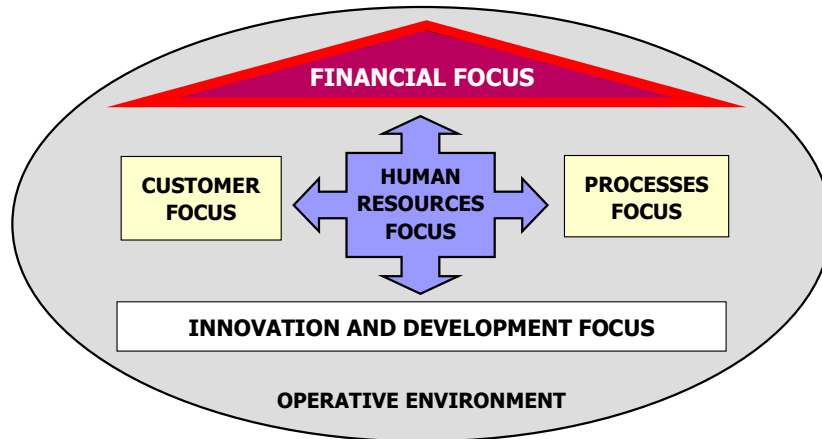 FINANCIAL FOCUS
CUSTOMER
FOCUS
HUMAN
RESOURCES
FOCUS
PROCESSES
FOCUS
INNOVATION AND DEVELOPMENT FOCUS
OPERATIVE ENVIRONMENT